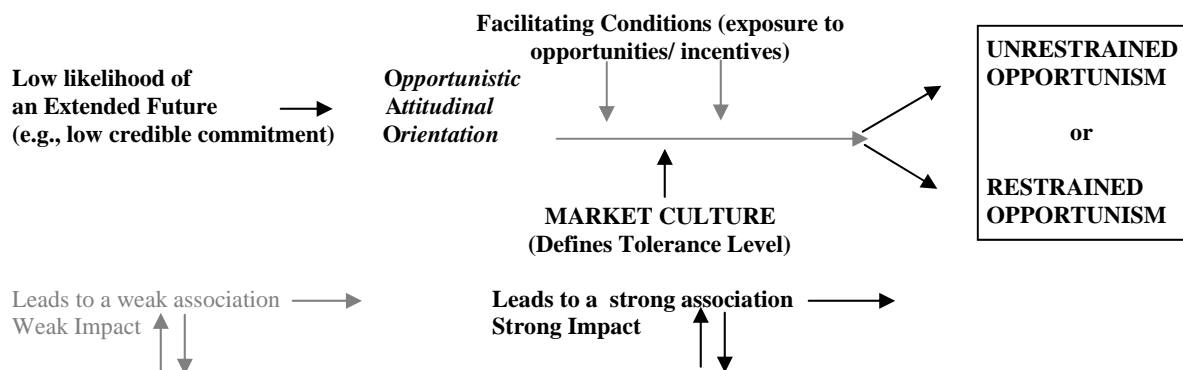 Facilitating Conditions (exposure to
opportunities/ incentives)
Low likelihood of
an Extended Future
(e.g., low credible commitment)
Opportunistic
Attitudinal
Orientation
UNRESTRAINED
OPPORTUNISM
or
RESTRAINED
OPPORTUNISM
MARKET CULTURE
(Defines Tolerance Level)
Leads to a weak association
Weak Impact
Leads to a strong association
Strong Impact